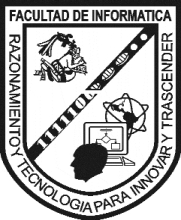 FACULTAD DE INFORMATICA
RAZONAMIENTO Y TECNOLOGIA PARA INNOVAR Y TRASCENDER